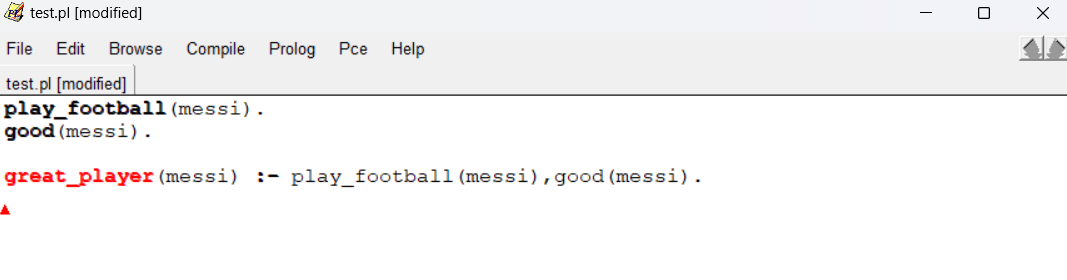 test.pl [modified]
File Edit Browse Compile Prolog Pce Help
test.pl [modified]
play_football(messi).
good(messi).
great_player(messi) :- play_football(messi),good(messi).